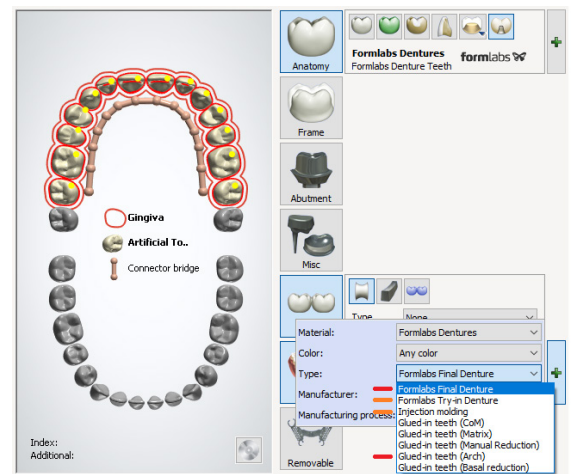 Gingiva
Artificial To..
Connector bridge
Index:
Additional:
Anatomy
Formlabs Dentures
Formlabs Denture Teeth
formlabs
Frame
Abutment
Misc
Type
None
Material:
Formlabs Dentures
Color:
Any color
Type:
Formlabs Final Denture
Manufacturer:
Manufacturing process:
Formlabs Final Denture
Formlabs Try-in Denture
Injection molding
Glued-in teeth (CoM)
Glued-in teeth (Matrix)
Glued-in teeth (Manual Reduction)
Glued-in teeth (Arch)
Glued-in teeth (Basal reduction)
Removable